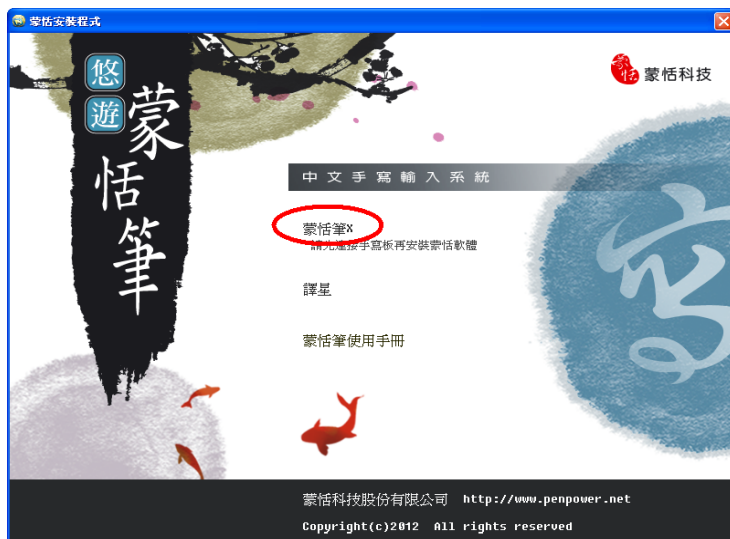 蒙恬安裝程式
悠遊
蒙恬筆
蒙恬
蒙恬科技
中文手寫輸入系統
蒙恬筆X
請先連接手寫板再安裝蒙恬軟體
譯星
蒙恬筆使用手冊
寫
蒙恬科技股份有限公司 http://www.penpower.net
Copyright(c)2012 All rights reserved